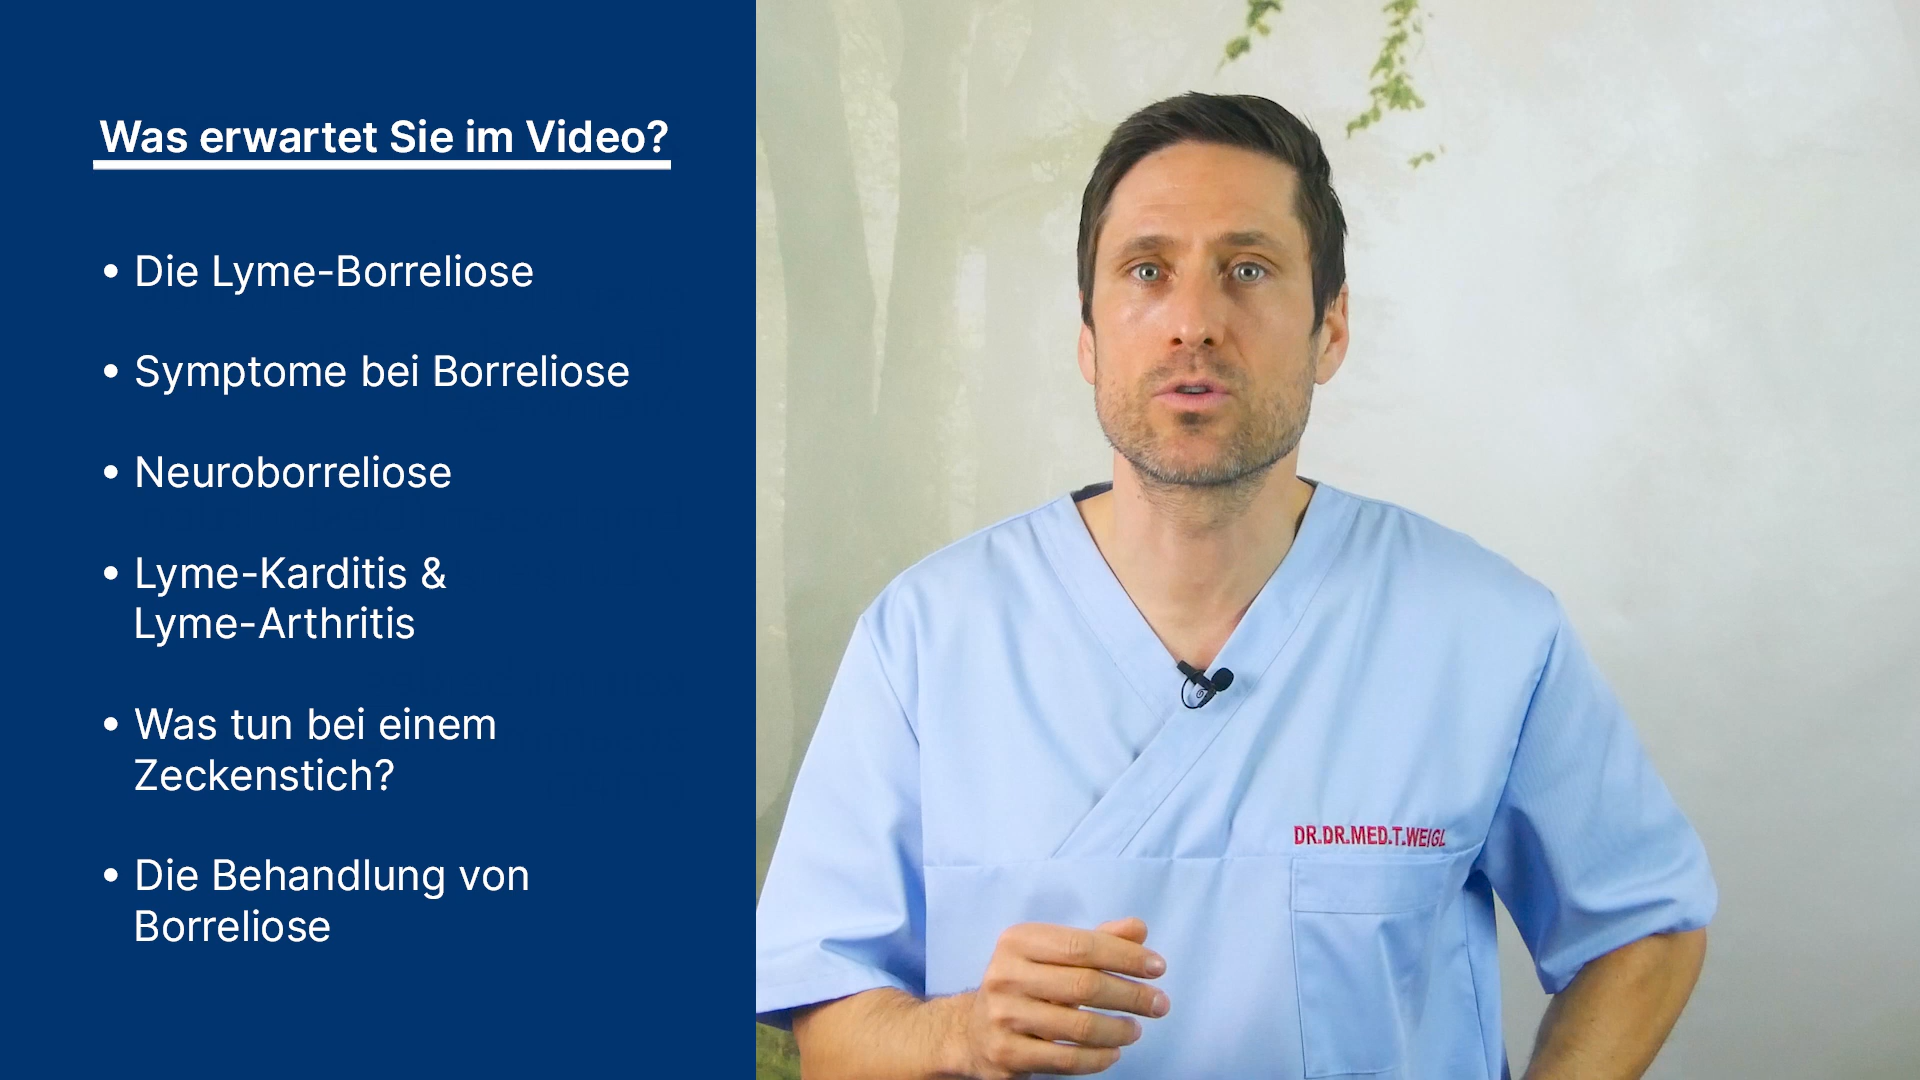 Was erwartet Sie im Video?
• Die Lyme-Borreliose
• Symptome bei Borreliose
• Neuroborreliose
• Lyme-Karditis &
Lyme-Arthritis
• Was tun bei einem
Zeckenstich?
• Die Behandlung von
Borreliose
DR.DR.MED.T.WEIGL